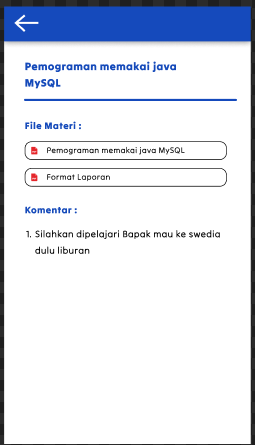 Pemograman memakai java
MySQL
File Materi :
Pemograman memakai java MySQL
Format Laporan
Komentar :
1. Silahkan dipelajari Bapak mau ke swedia
dulu liburan